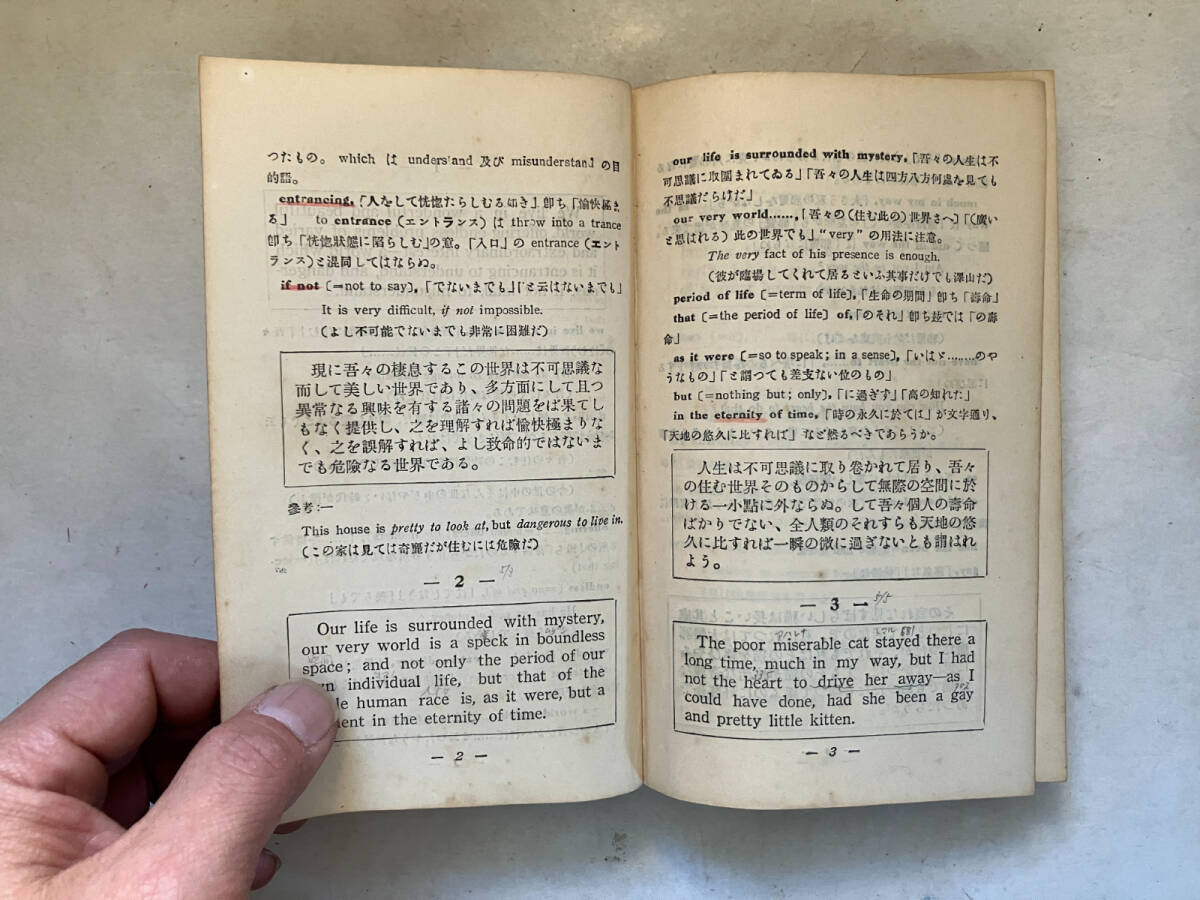 つたもの。 which は unders'and 及び misunderstand の目
的語。
entrancing,「人をして恍惚たらしむる如き」卽ち「愉快極ま
る」 to entrance (エントランス) は throw into a trance
卽ち「恍惚狀態に陷らしむ」の意。「入口」の entrance (エント
ランス) と混同してはならぬ。
if not [=not to say],「でないまでも」「と云はないまでも」
It is very difficult, if not impossible.
(よし不可能でないまでも非常に困難だ)
現に吾々の棲息するこの世界は不可思議な
而して美しい世界であり、多方面にして且つ
異常なる興味を有する諸々の問題をば果てし
もなく提供し、之を理解すれば愉快極まりな
く、之を誤解すれば、よし致命的ではないま
でも危險なる世界である。
參考:—
This house is pretty to look at, but dangerous to live in.
(この家は見ては奇麗だが住むには危險だ)
— 2 — 5/3
Our life is surrounded with mystery,
our very world is a speck in boundless
space; and not only the period of our
individual life, but that of the
human race is, as it were, but a
in the eternity of time.
— 2 —
our life is surrounded with mystery,「吾々の人生は不
可思議に取圍まれてゐる」「吾々の人生は四方八方何處を見ても
不思議だらけだ」
our very world……,「吾々の(住む此の)世界さへ」「(廣い
と思はれる) 此の世界でも」 "very" の用法に注意。
The very fact of his presence is enough.
(彼が臨場してくれて居るといふ其事だけでも澤山だ)
period of life [=term of life],「生命の期間」卽ち「壽命」
that [=the period of life] of,「のそれ」卽ち玆では「の壽
命」
as it were [=so to speak; in a sense],「いはゞ……のや
うなもの」「と謂つても差支ない位のもの」
but [=nothing but; only],「に過ぎず」「高の知れた」
in the eternity of time,「時の永久に於ては」が文字通り、
「天地の悠久に比すれば」など然るべきであらうか。
人生は不可思議に取り卷かれて居り、吾々
の住む世界そのものからして無際の空間に於
ける一小點に外ならぬ。して吾々個人の壽命
ばかりでない、全人類のそれすらも天地の悠
久に比すれば一瞬の微に過ぎないとも謂はれ
よう。
— 3 — 5/5
The poor miserable cat stayed there a
long time, much in my way, but I had
not the heart to drive her away—as I
could have done, had she been a gay
and pretty little kitten.
— 3 —